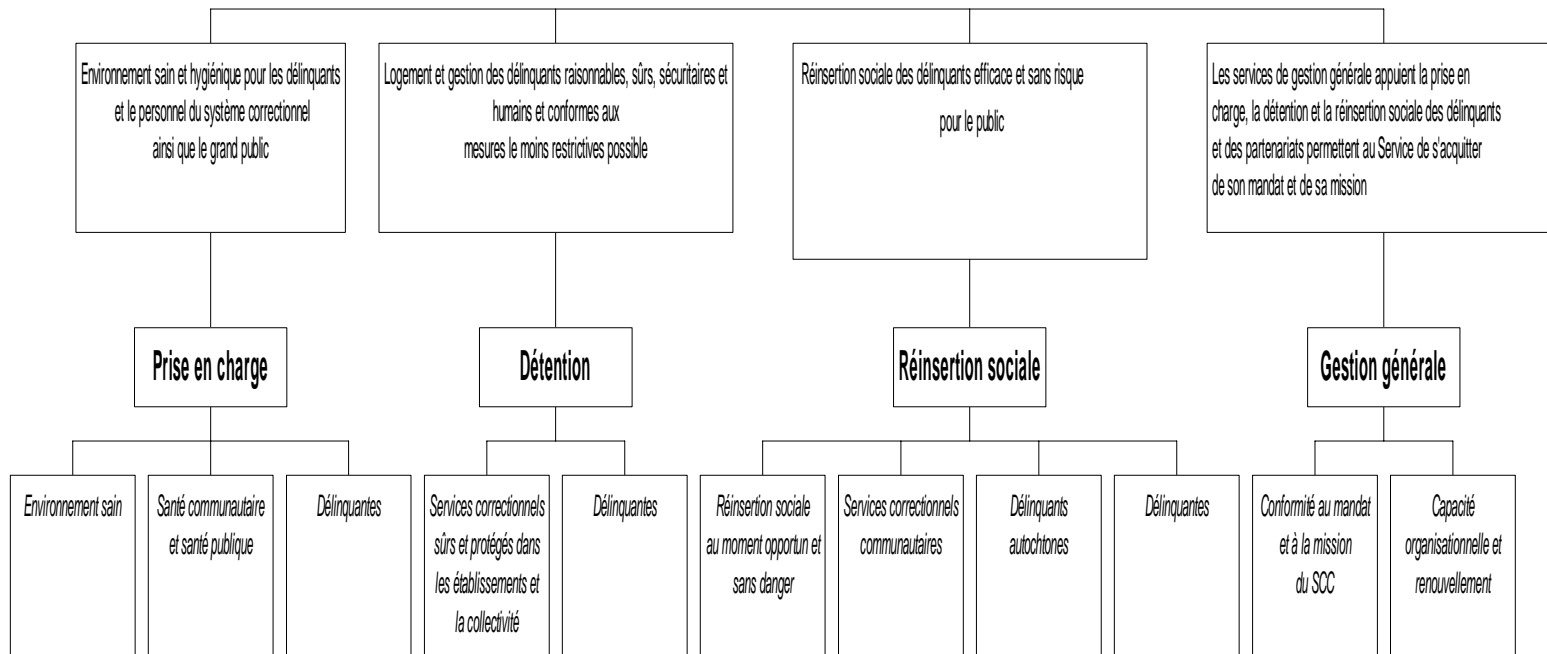 Environnement sain et hygiénique pour les délinquants
et le personnel du système correctionnel
ainsi que le grand public
Logement et gestion des délinquants raisonnables, sûrs, sécuritaires et
humains et conformes aux
mesures le moins restrictives possible
Réinsertion sociale des délinquants efficace et sans risque
pour le public
Les services de gestion générale appuient la prise en
charge, la détention et la réinsertion sociale des délinquants
et des partenariats permettent au Service de s'acquitter
de son mandat et de sa mission
Prise en charge
Détention
Réinsertion sociale
Gestion générale
Environnement sain
Santé communautaire
et santé publique
Délinquantes
Services correctionnels
sûrs et protégés dans
les établissements et
la collectivité
Délinquantes
Réinsertion sociale
au moment opportun et
sans danger
Services correctionnels
communautaires
Délinquants
autochtones
Délinquantes
Conformité au mandat
et à la mission
du SCC
Capacité
organisationnelle et
renouvellement